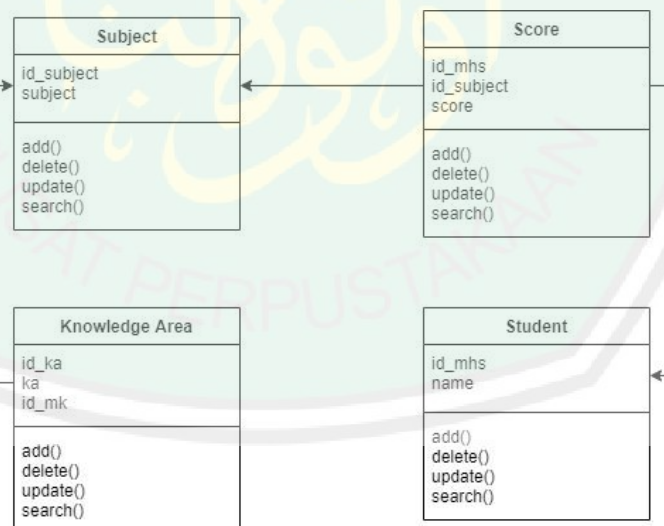 Subject
id_subject
subject
add()
delete()
update()
search()
Score
id_mhs
id_subject
score
add()
delete()
update()
search()
Knowledge Area
id_ka
ka
id_mk
add()
delete()
update()
search()
Student
id_mhs
name
add()
delete()
update()
search()
PERPUSTAKAAN